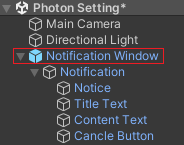 Photon Setting*
Main Camera
Directional Light
Notification Window
Notification
Notice
Title Text
Content Text
Cancle Button